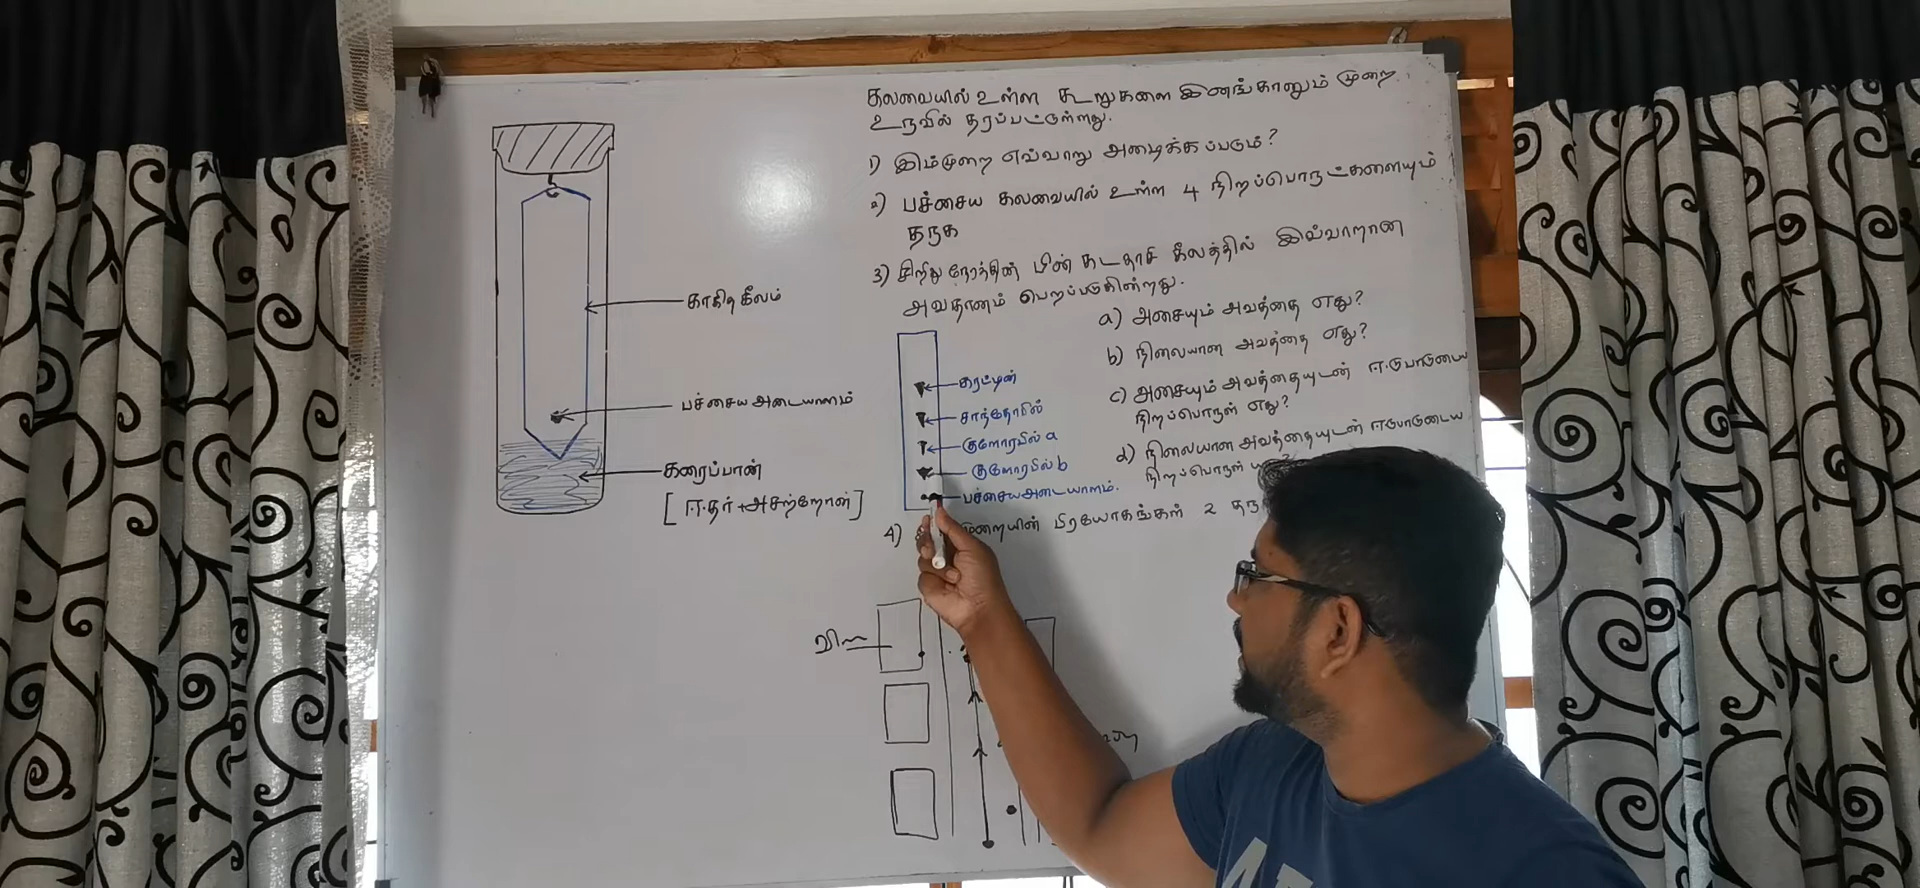 கலவையில் உள்ள கூறுகளை இனங்கானும் முறை
உருவில் தரப்பட்டுள்ளது.
1) இம்முறை எவ்வாறு அழைக்கப்படும்?
2) பச்சைய கலவையில் உள்ள 4 நிறப்பொருட்களையும்
தருக
3) சிறிது நேரத்தின் பின் கடதாசி கீலத்தில் இவ்வாறான
அவதானம் பெறப்படுகின்றது.
கரட்டின்
சாந்தோபில்
குளோரபில் a
குளோரபில் b
பச்சைய அடையாளம்.
a) அசையும் அவத்தை எது?
b) நிலையான அவத்தை எது?
c) அசையும் அவத்தையுடன் ஈடுபாடுடைய
நிறப்பொருள் எது?
d) நிலையான அவத்தையுடன் ஈடுபாடுடைய
நிறப்பொருள்
4) முறையின் பிரயோகங்கள் 2
காகித கீலம்
பச்சைய அடையாளம்
கரைப்பான்
[ ஈதர் + அசற்றோன் ]